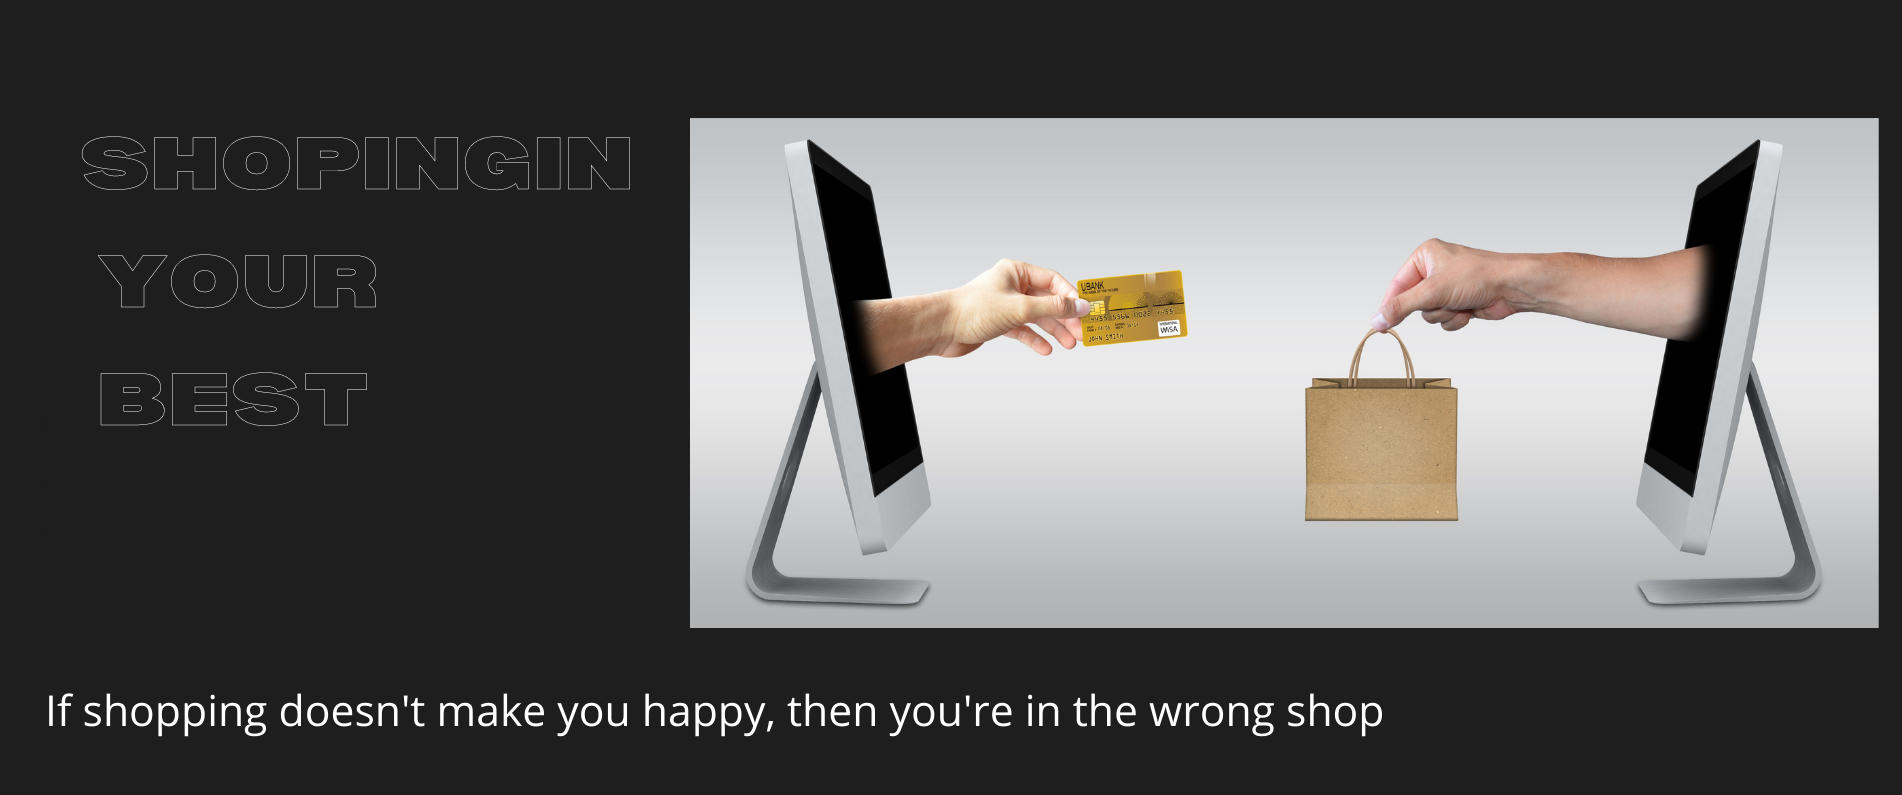 SHOPINGIN
YOUR
BEST
UBANK
JOHN SMITH
WISA
If shopping doesn't make you happy, then you're in the wrong shop